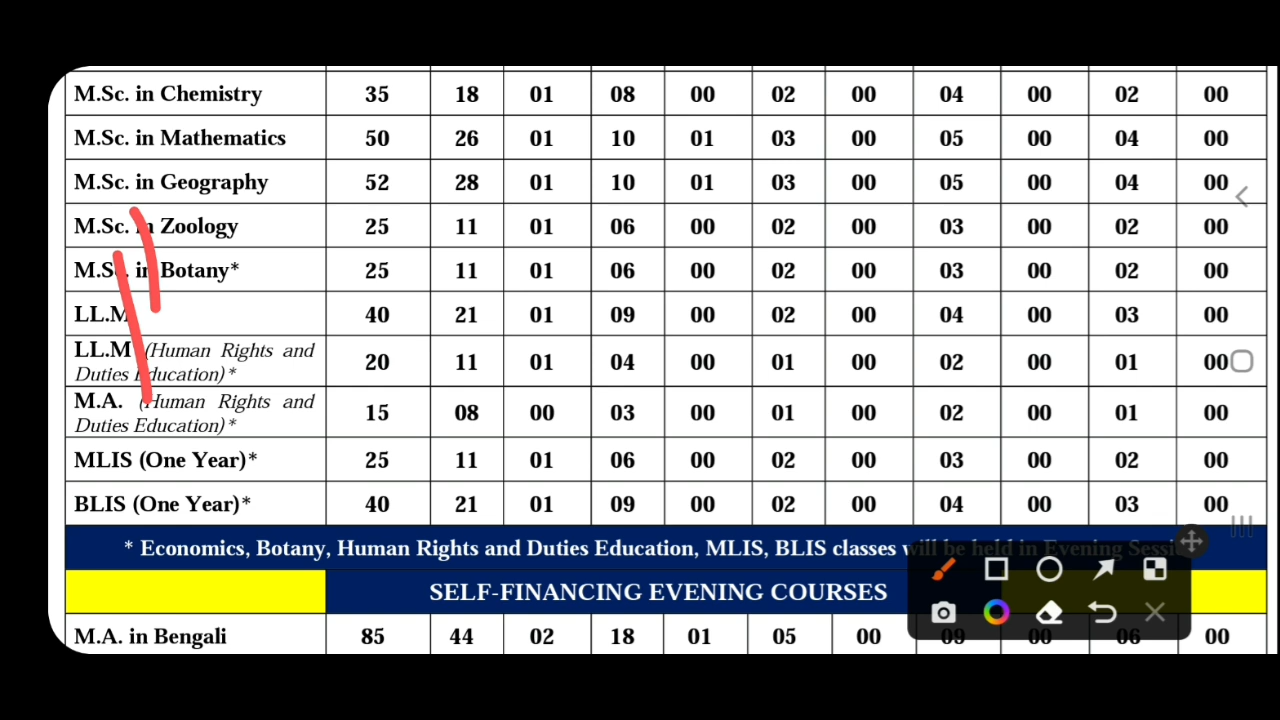 M.Sc. in Chemistry 35 18 01 08 00 02 00 04 00 02 00
M.Sc. in Mathematics 50 26 01 10 01 03 00 05 00 04 00
M.Sc. in Geography 52 28 01 10 01 03 00 05 00 04 00
M.Sc. in Zoology 25 11 01 06 00 02 00 03 00 02 00
M.Sc. in Botany* 25 11 01 06 00 02 00 03 00 02 00
LL.M 40 21 01 09 00 02 00 04 00 03 00
LL.M (Human Rights and
Duties Education)* 20 11 01 04 00 01 00 02 00 01 00
M.A. (Human Rights and
Duties Education)* 15 08 00 03 00 01 00 02 00 01 00
MLIS (One Year)* 25 11 01 06 00 02 00 03 00 02 00
BLIS (One Year)* 40 21 01 09 00 02 00 04 00 03 00
* Economics, Botany, Human Rights and Duties Education, MLIS, BLIS classes will be held in Evening
SELF-FINANCING EVENING COURSES
M.A. in Bengali 85 44 02 18 01 05 00 09 00 06 00